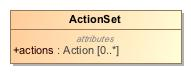 ActionSet
attributes
+actions : Action [0..*]